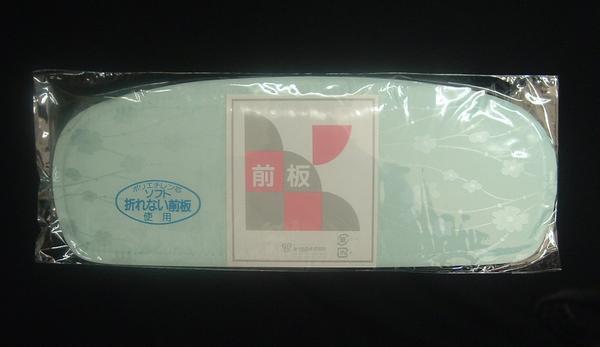 ポリエチレン芯
ソフト
折れない前板
使用
前板